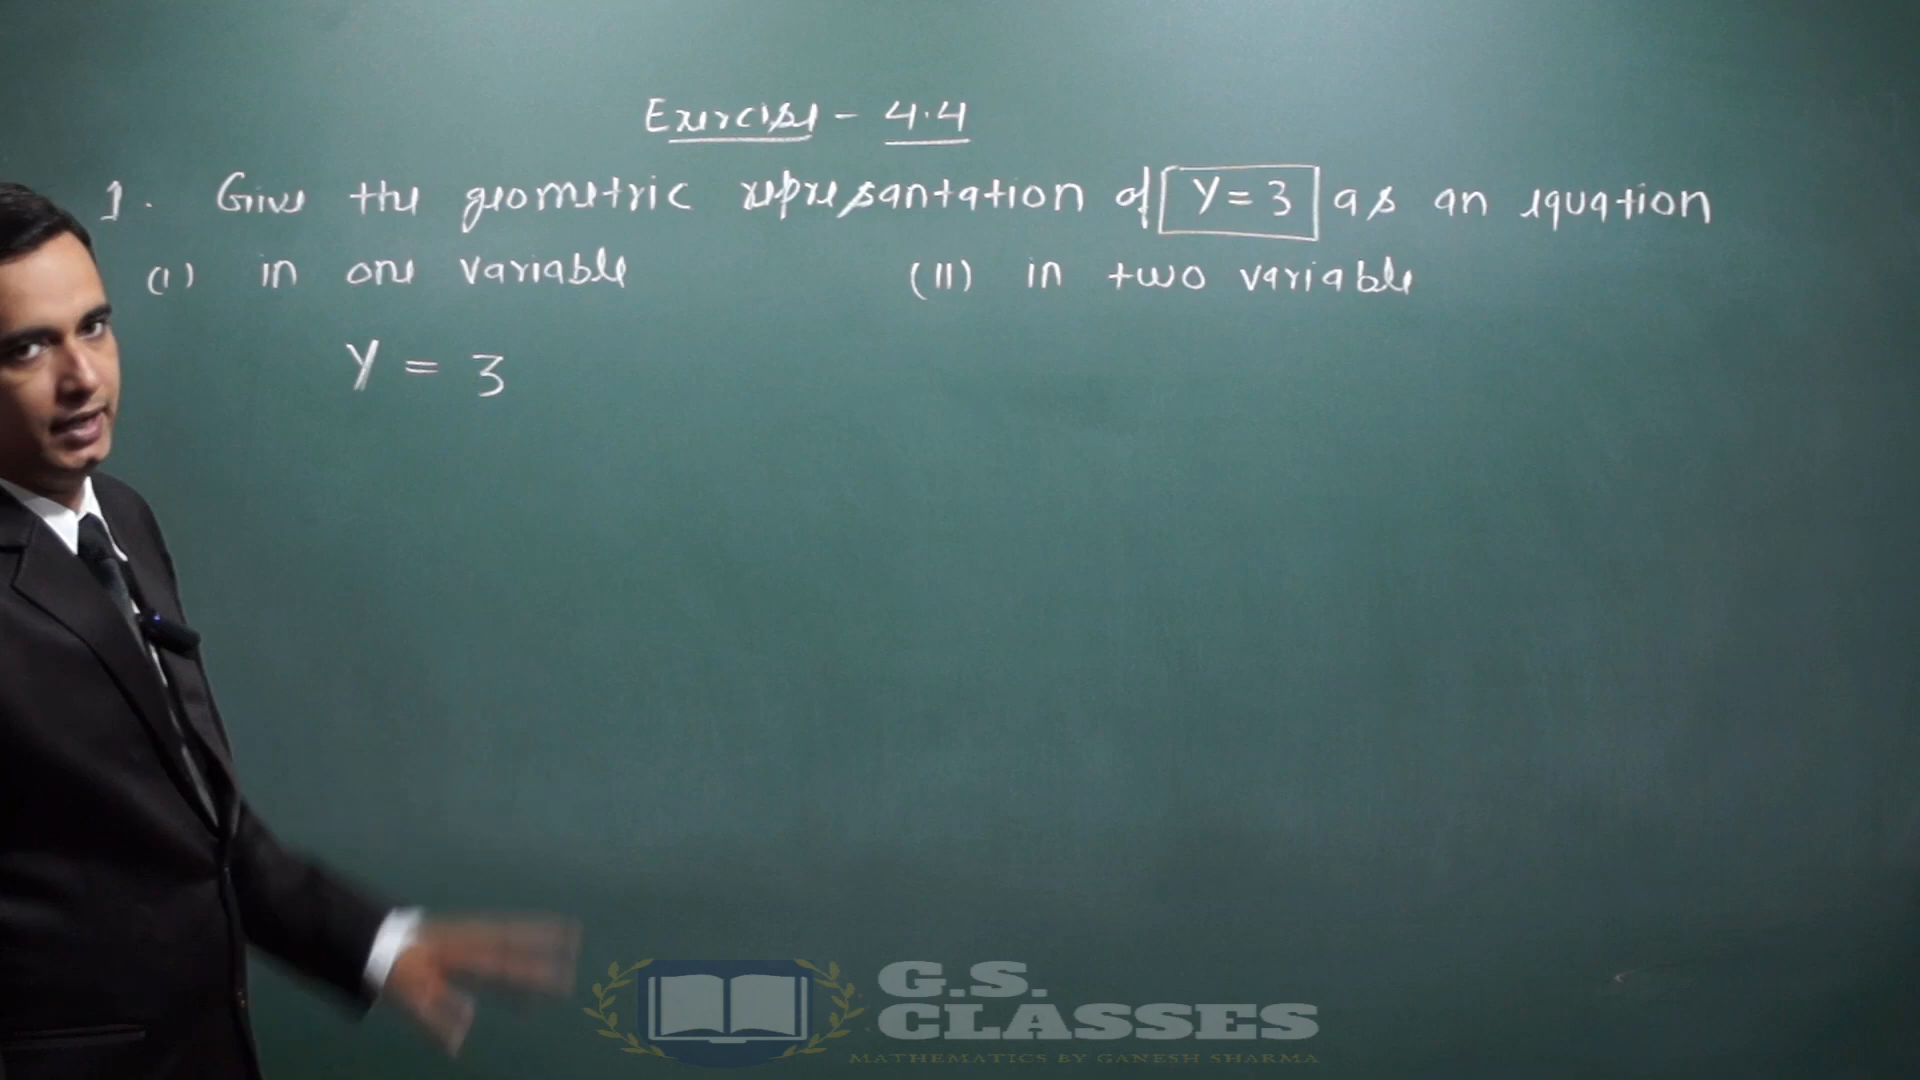 Exercise - 4.4
1. Give the geometric represantation of y = 3 as an equation
(I) in one variable (II) in two variable
y = 3
G.S.
CLASSES
MATHEMATICS BY GANESH SHARMA